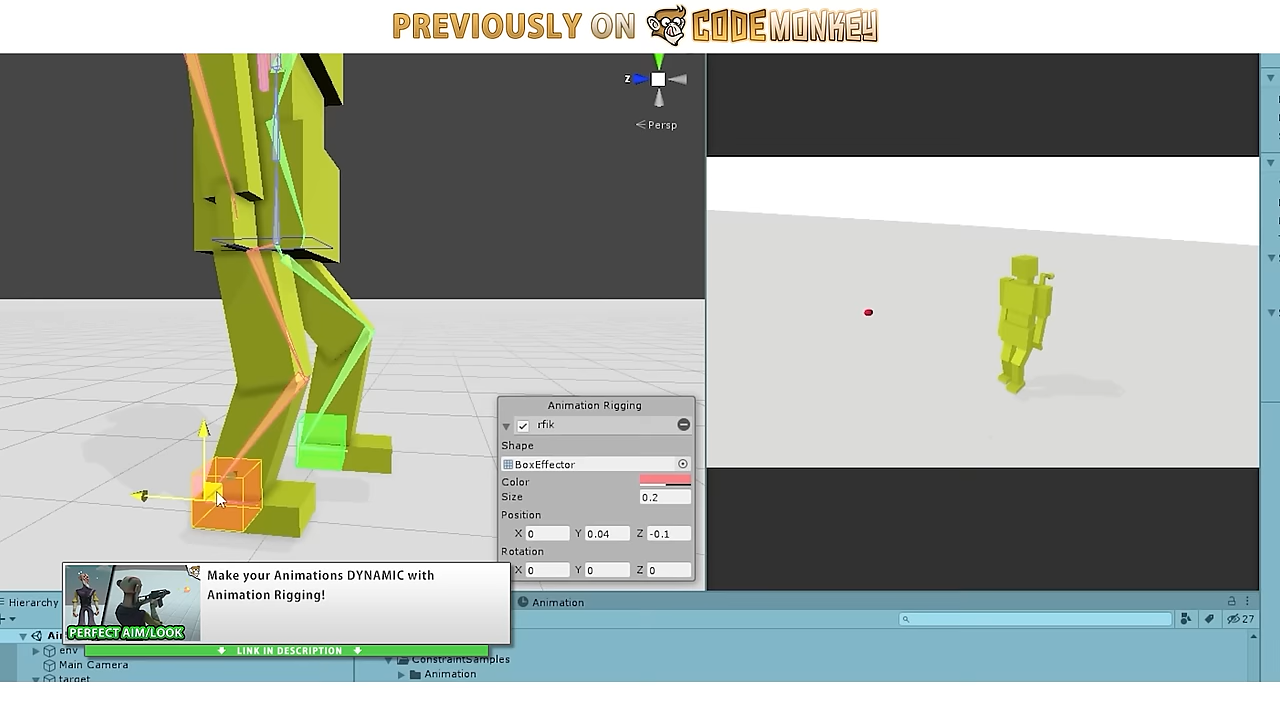 PREVIOUSLY ON CODE MONKEY
Z
Persp
Animation Rigging
rfik
Shape
BoxEffector
Color
Size
0.2
Position
X 0 Y 0.04 Z -0.1
Rotation
X 0 Y 0 Z 0
Make your Animations DYNAMIC with
Animation Rigging!
PERFECT AIM/LOOK
LINK IN DESCRIPTION
Hierarchy
Animation
27
env
Main Camera
target
ConstraintSamples
Animation